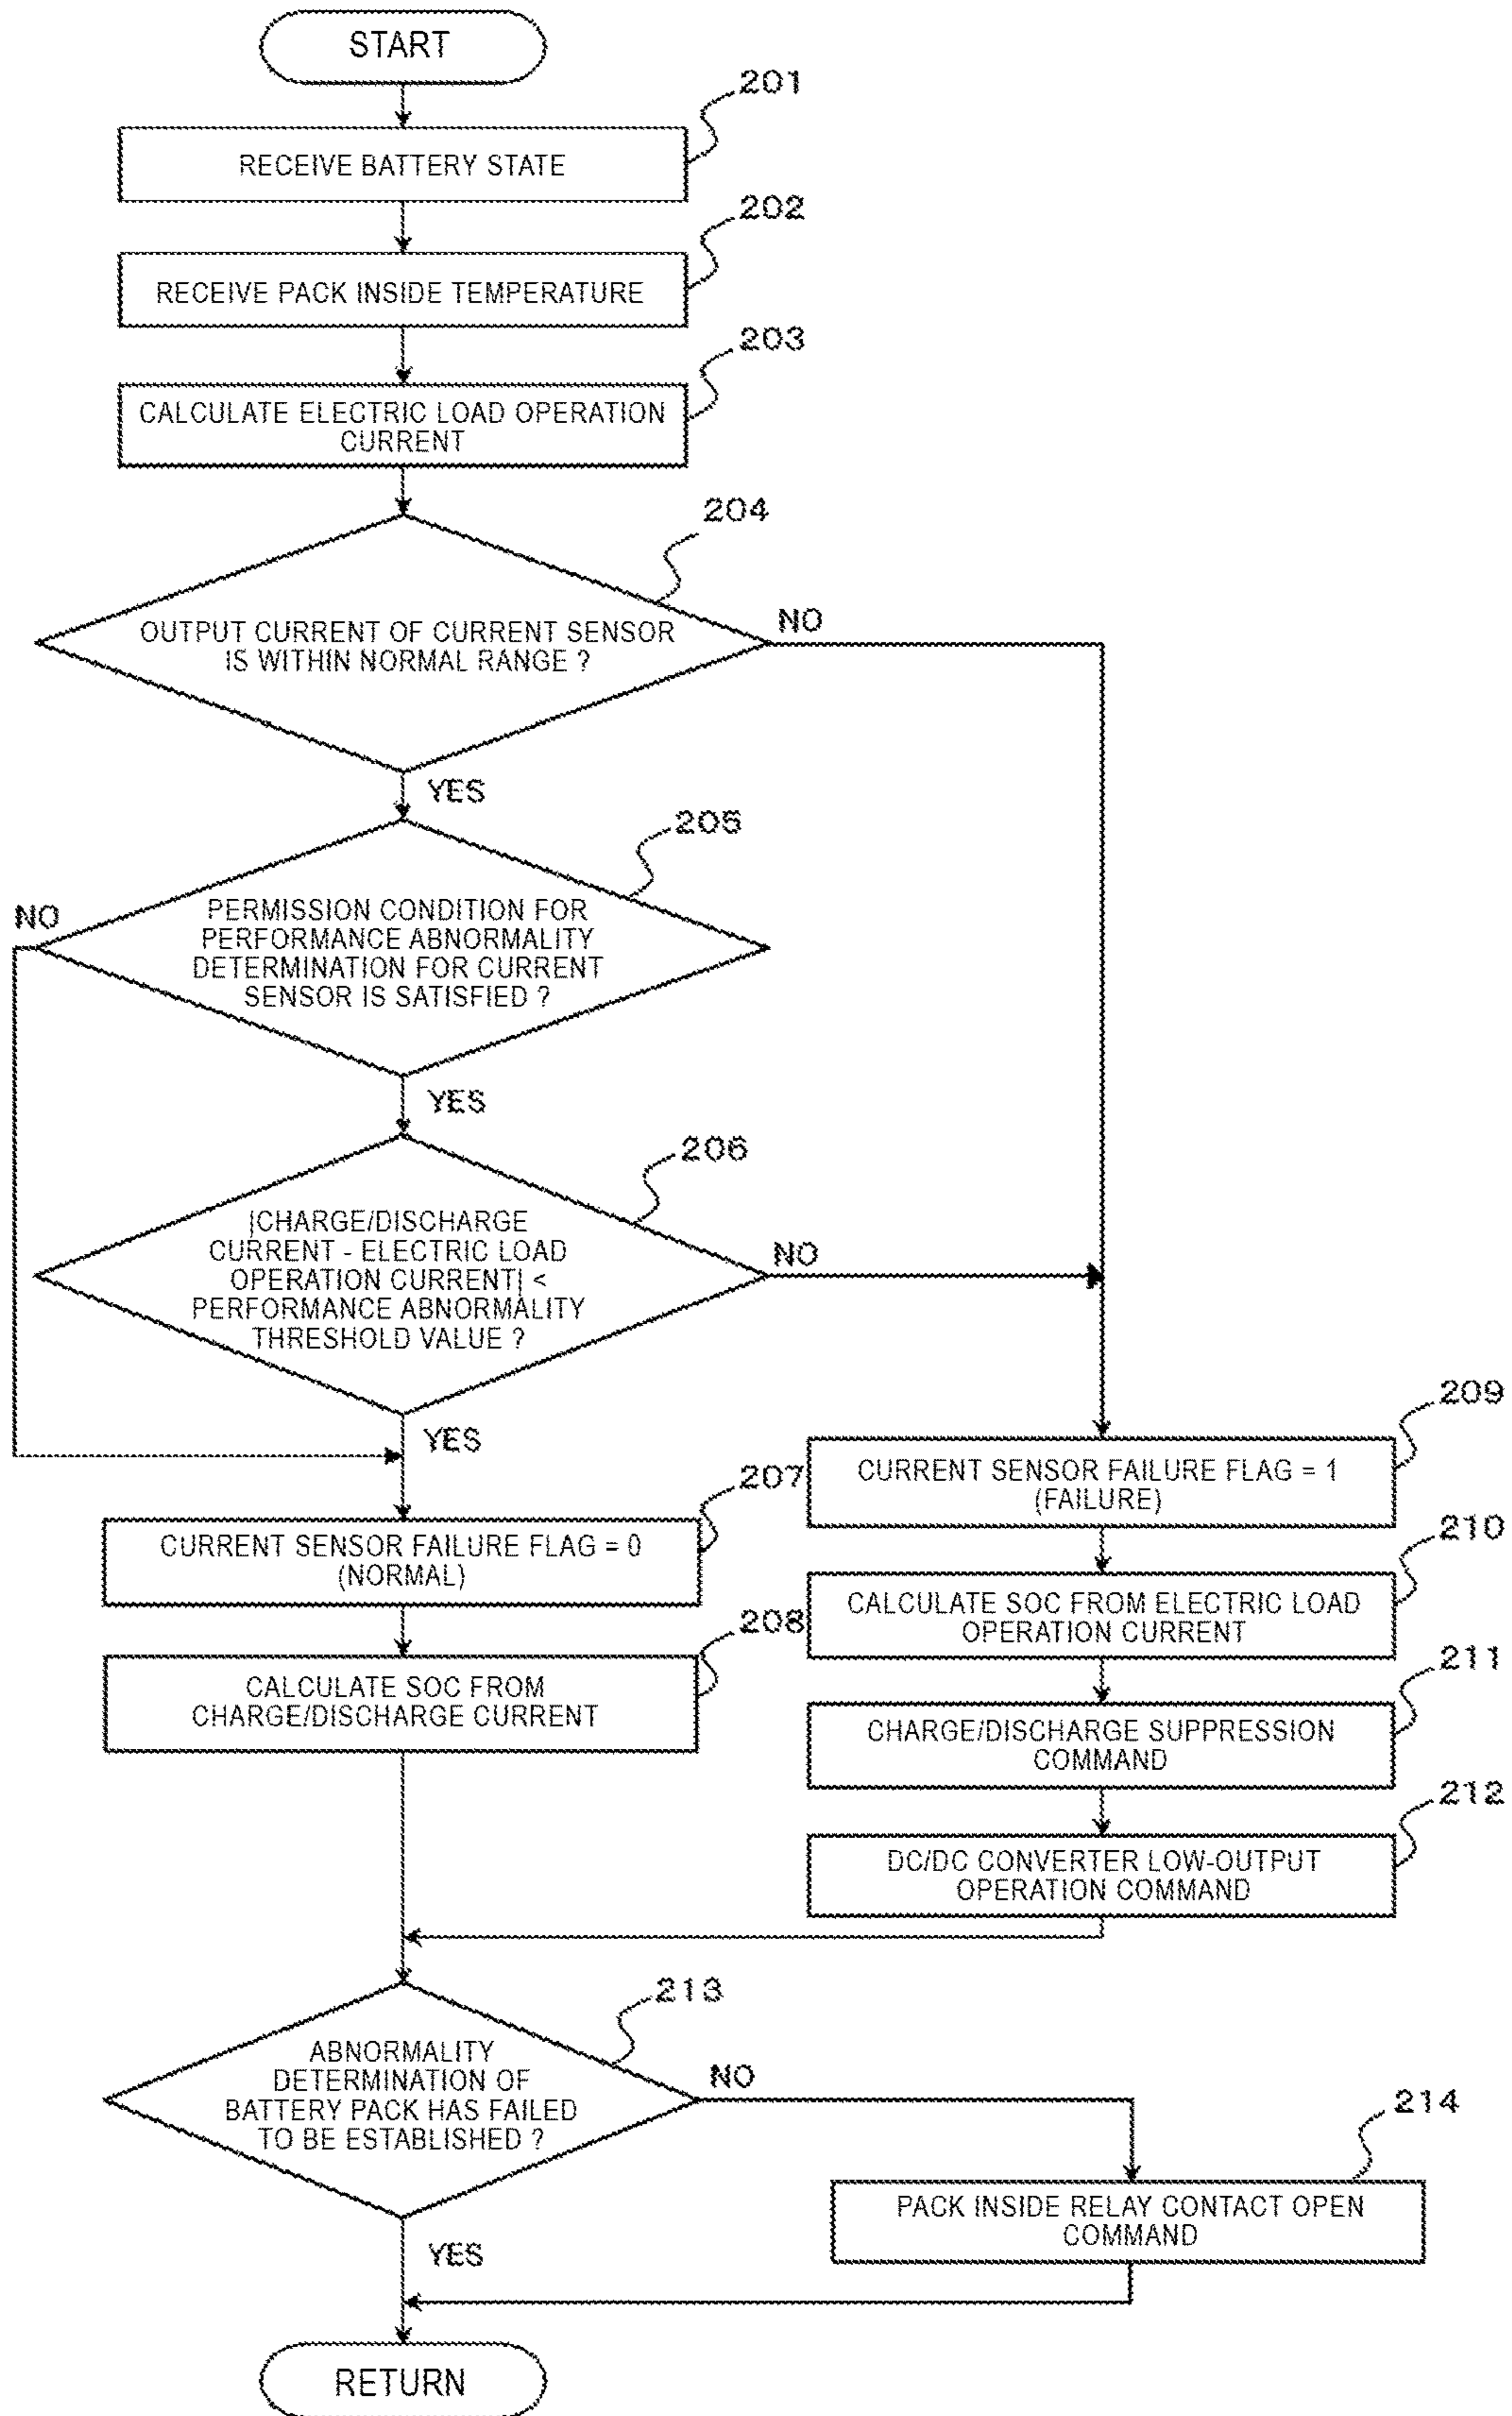 START
201
RECEIVE BATTERY STATE
202
RECEIVE PACK INSIDE TEMPERATURE
203
CALCULATE ELECTRIC LOAD OPERATION
CURRENT
204
OUTPUT CURRENT OF CURRENT SENSOR
IS WITHIN NORMAL RANGE ?
NO
YES
205
PERMISSION CONDITION FOR
PERFORMANCE ABNORMALITY
DETERMINATION FOR CURRENT
SENSOR IS SATISFIED ?
NO
YES
206
|CHARGE/DISCHARGE
CURRENT - ELECTRIC LOAD
OPERATION CURRENT| <
PERFORMANCE ABNORMALITY
THRESHOLD VALUE ?
NO
YES
207
CURRENT SENSOR FAILURE FLAG = 0
(NORMAL)
208
CALCULATE SOC FROM
CHARGE/DISCHARGE CURRENT
209
CURRENT SENSOR FAILURE FLAG = 1
(FAILURE)
210
CALCULATE SOC FROM ELECTRIC LOAD
OPERATION CURRENT
211
CHARGE/DISCHARGE SUPPRESSION
COMMAND
212
DC/DC CONVERTER LOW-OUTPUT
OPERATION COMMAND
213
ABNORMALITY
DETERMINATION OF
BATTERY PACK HAS FAILED
TO BE ESTABLISHED ?
NO
YES
214
PACK INSIDE RELAY CONTACT OPEN
COMMAND
RETURN